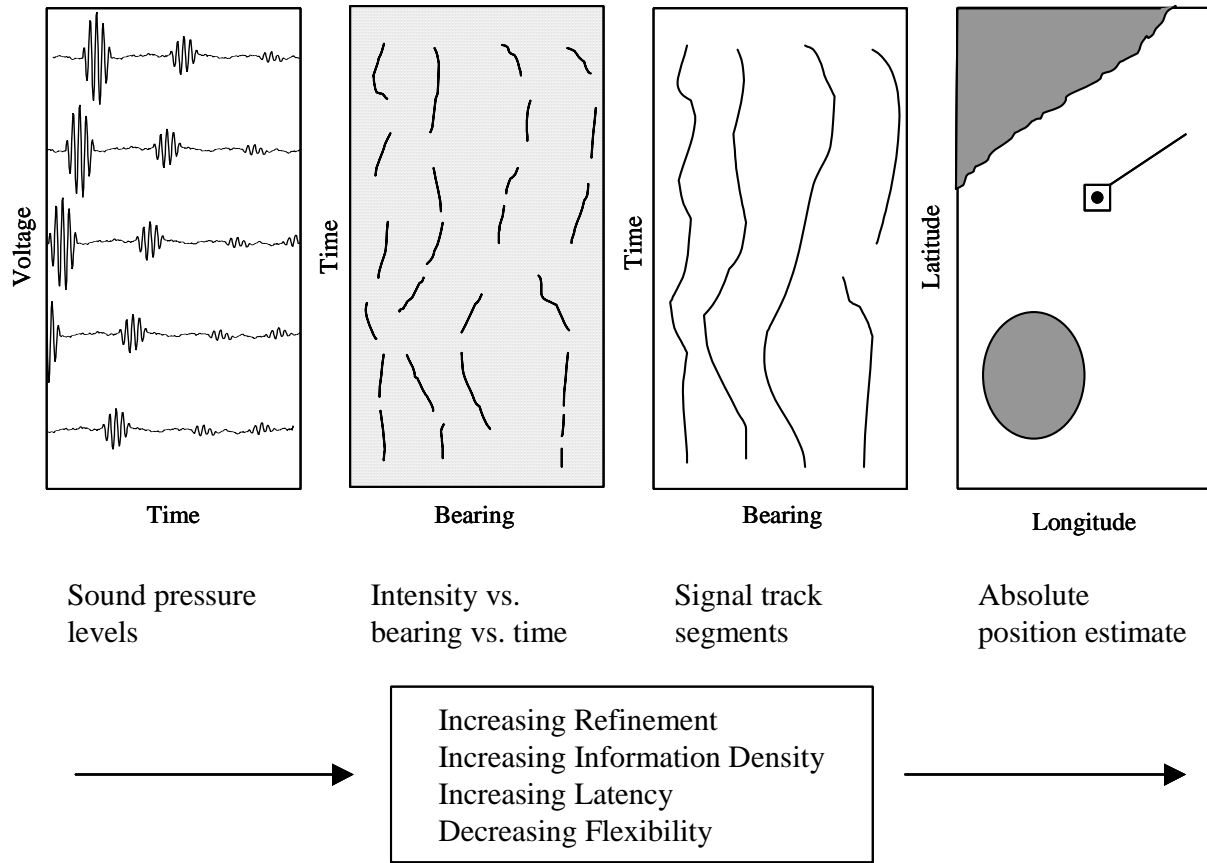 Voltage
Time
Time
Bearing
Time
Bearing
Latitude
Longitude
Sound pressure
levels
Intensity vs.
bearing vs. time
Signal track
segments
Absolute
position estimate
Increasing Refinement
Increasing Information Density
Increasing Latency
Decreasing Flexibility